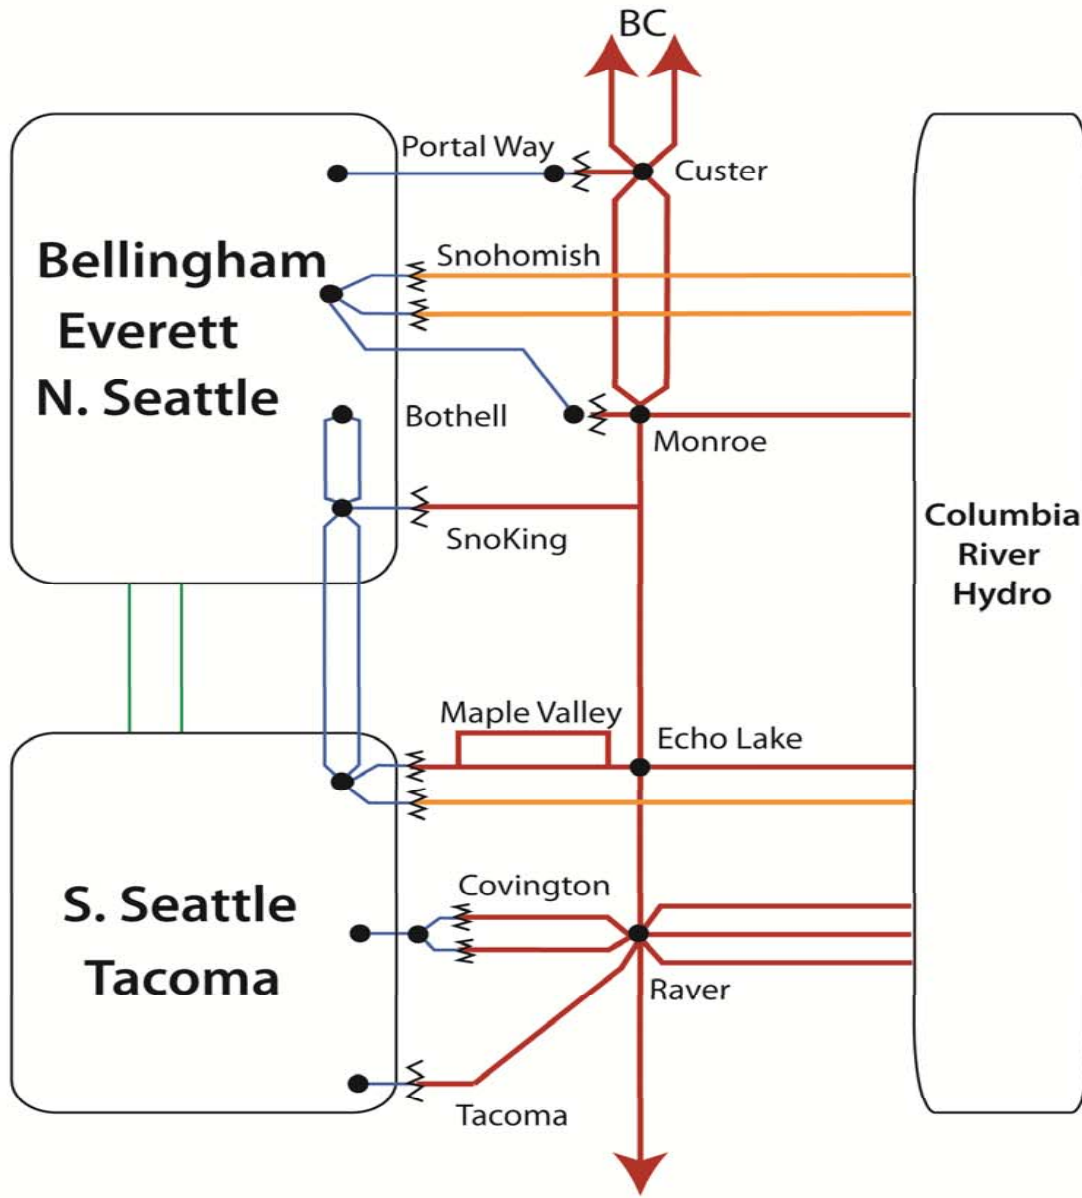 BC
Portal Way
Custer
Snohomish
Bellingham
Everett
N. Seattle
Bothell
Monroe
SnoKing
Columbia
River
Hydro
Maple Valley
Echo Lake
Covington
S. Seattle
Tacoma
Raver
Tacoma